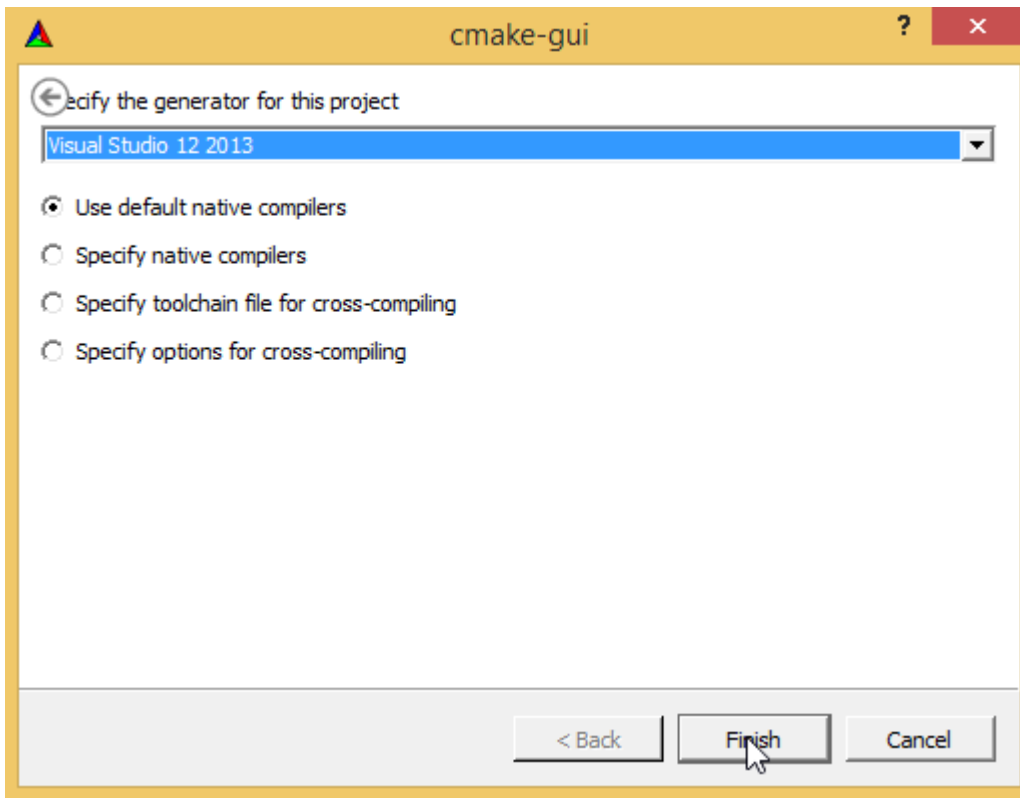 cmake-gui
?
ecify the generator for this project
Visual Studio 12 2013
Use default native compilers
Specify native compilers
Specify toolchain file for cross-compiling
Specify options for cross-compiling
< Back Finish Cancel